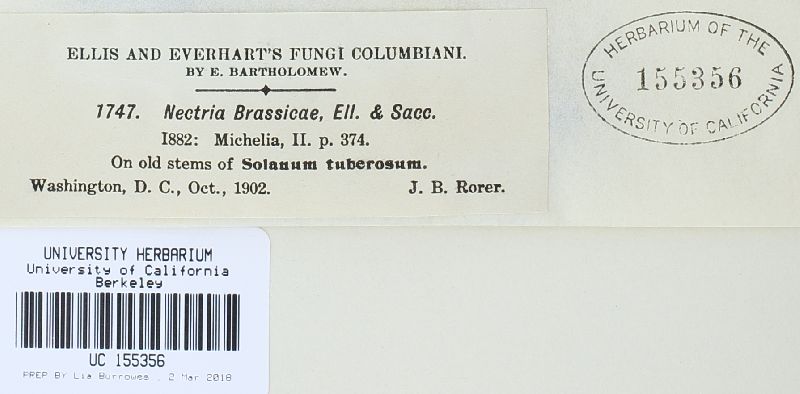 ELLIS AND EVERHART'S FUNGI COLUMBIANI.
BY E. BARTHOLOMEW.
1747. Nectria Brassicae, Ell. & Sacc.
1882: Michelia, II. p. 374.
On old stems of Solanum tuberosum.
Washington, D. C., Oct., 1902. J. B. Rorer.
HERBARIUM OF THE
155356
UNIVERSITY OF CALIFORNIA
UNIVERSITY HERBARIUM
University of California
Berkeley
UC 155356
PREP BY Lia Burrowes , 2 Mar 2018